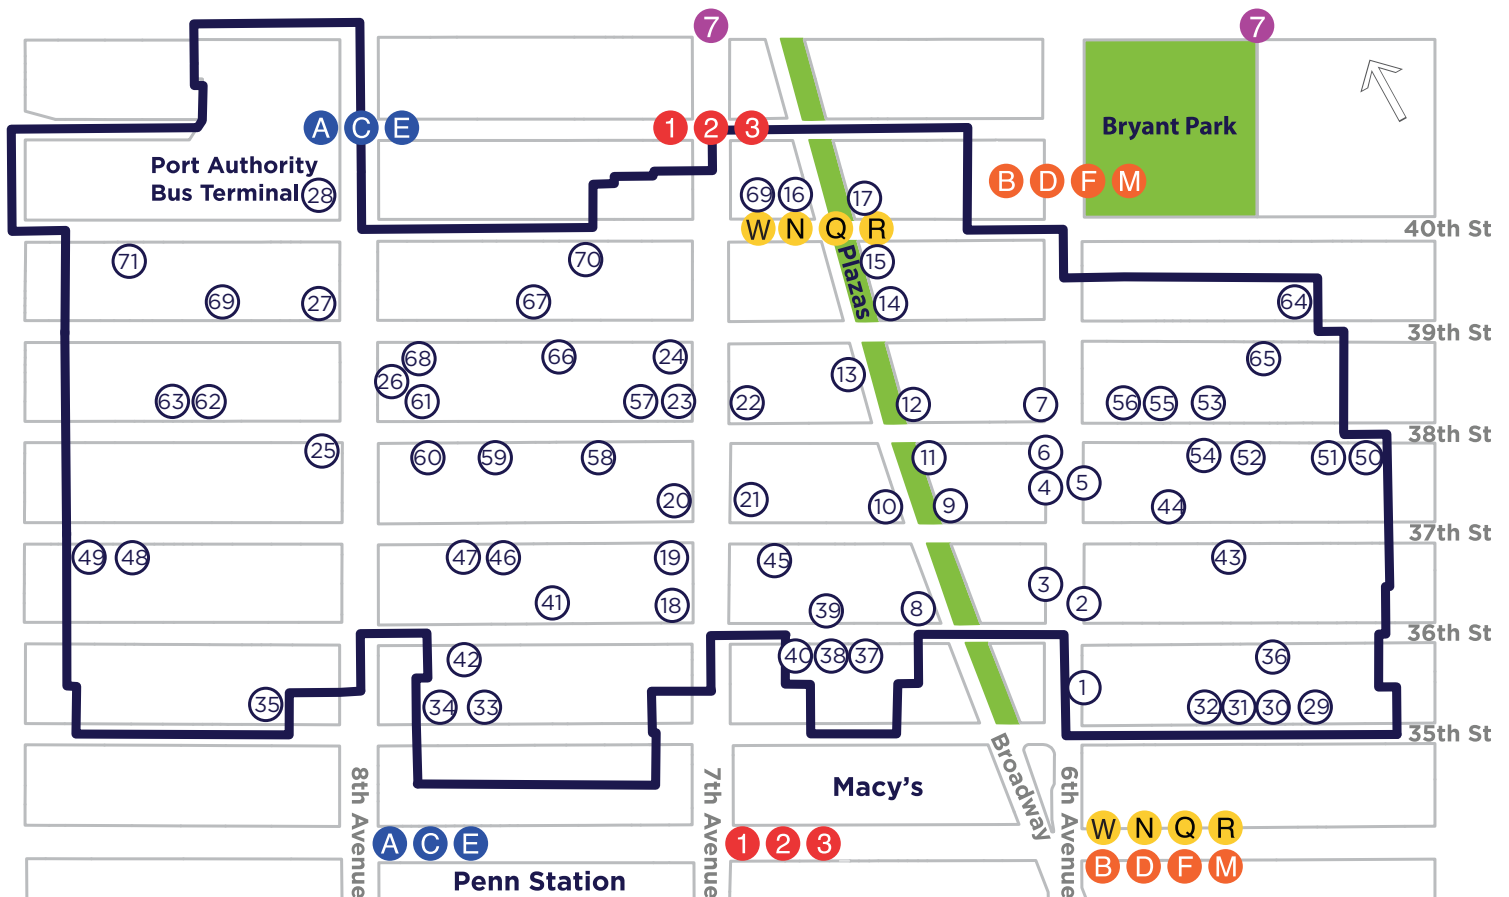 7
7
A C E
1 2 3
Bryant Park
Port Authority
Bus Terminal
28
B D F M
69 16 17
W N Q R
40th St
71
70
15
Plazas
69
27
67
14
64
39th St
68
66
24
65
26
13
63 62
61
57 23
22
12
7
56 55 53
38th St
25
60 59 58
11
6
54 52 51 50
20
21
10
9
4
5
44
37th St
49 48
47 46
19
45
43
41
18
39
8
3
2
36th St
42
40 38 37
36
35
34 33
1
32 31 30 29
35th St
8th Avenue
7th Avenue
Macy's
Broadway
6th Avenue
A C E
1 2 3
W N Q R
B D F M
Penn Station